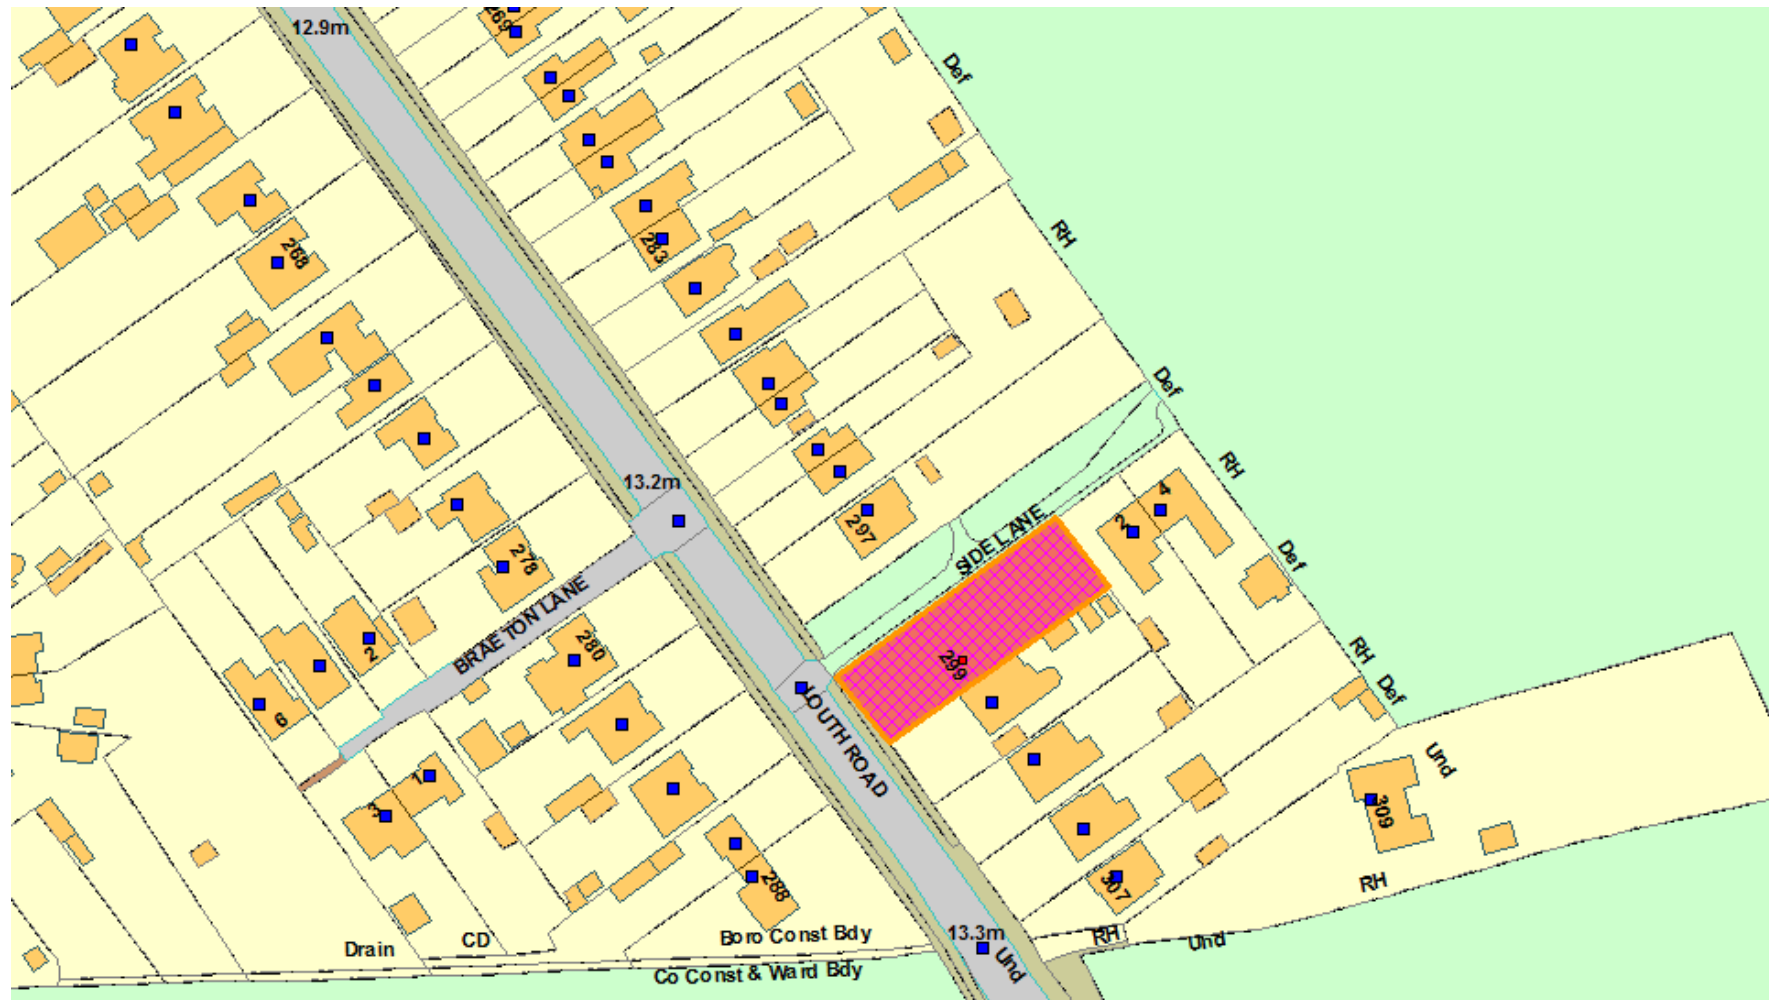 12.9m
269
Def
283
RH
268
Def
13.2m
RH
4
2
297
SIDE LANE
278
Def
BRAETON LANE
280
2
299
RH
Def
6
LOUTH ROAD
Und
1
3
309
288
307
RH
Boro Const Bdy
13.3m
RH
Und
Drain
CD
Und
Co Const & Ward Bdy